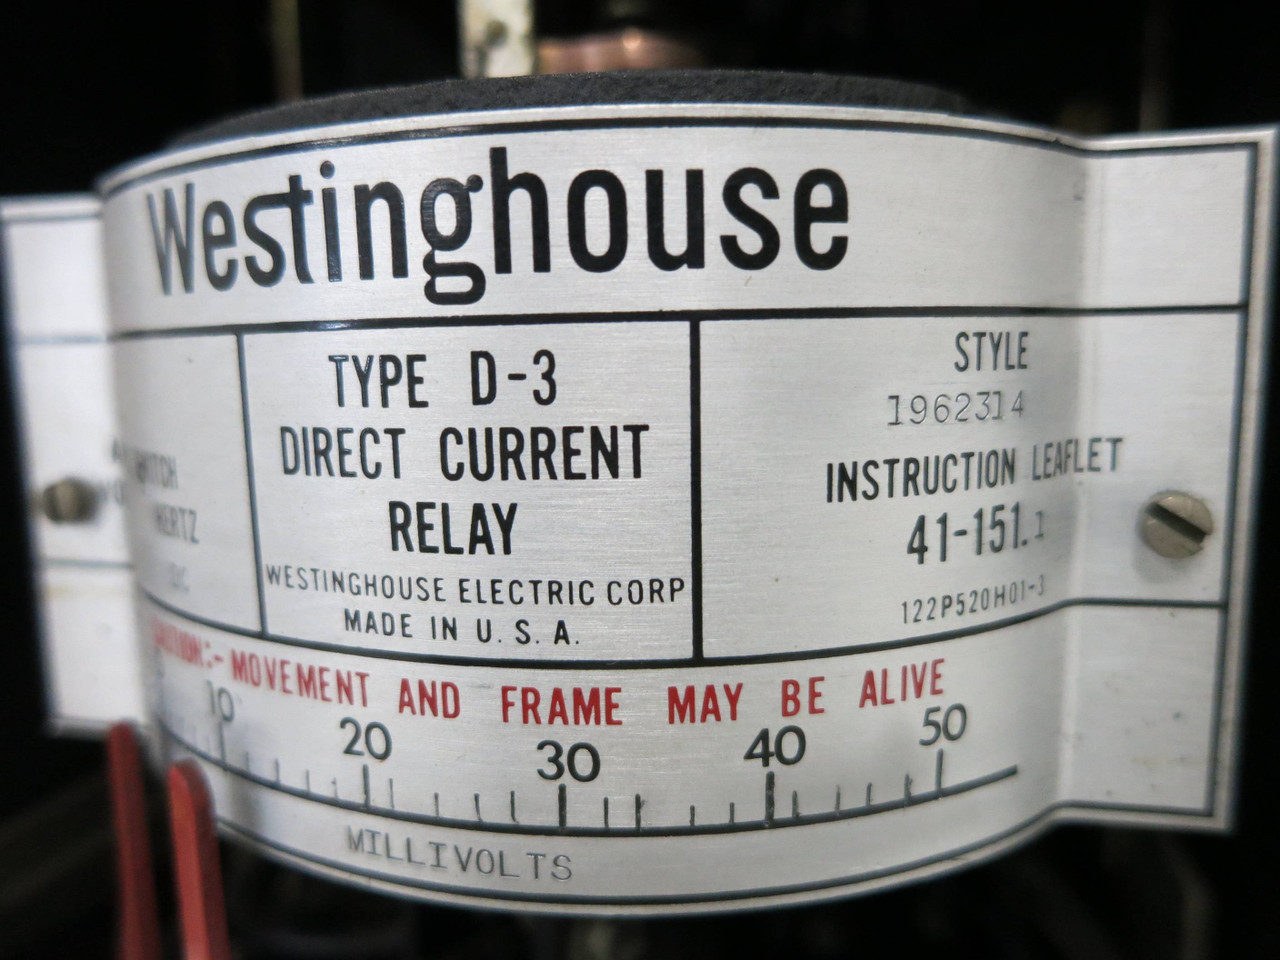 Westinghouse
HERTZ
DC
TYPE D-3
DIRECT CURRENT
RELAY
WESTINGHOUSE ELECTRIC CORP
MADE IN U. S. A.
STYLE
1962314
INSTRUCTION LEAFLET
41-151.1
122P520H01-3
MOVEMENT AND FRAME MAY BE ALIVE
10 20 30 40 50
MILLIVOLTS